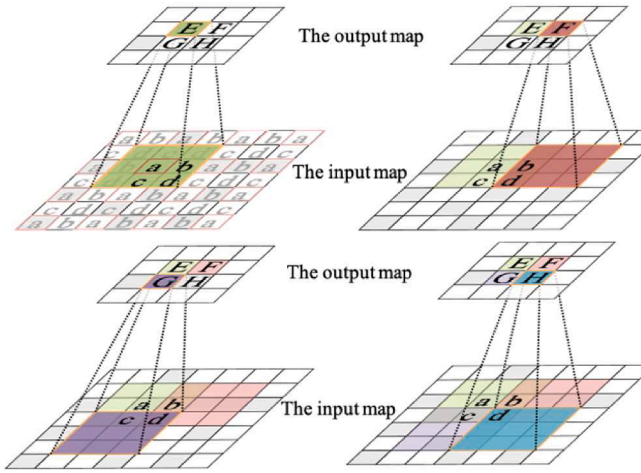 E F
G H
The output map
E F
G H
a b a b a b a
c c d c
a b
c d
The input map
a b
c d
E F
G H
The output map
E F
G H
a b
c d
The input map
a b
c d